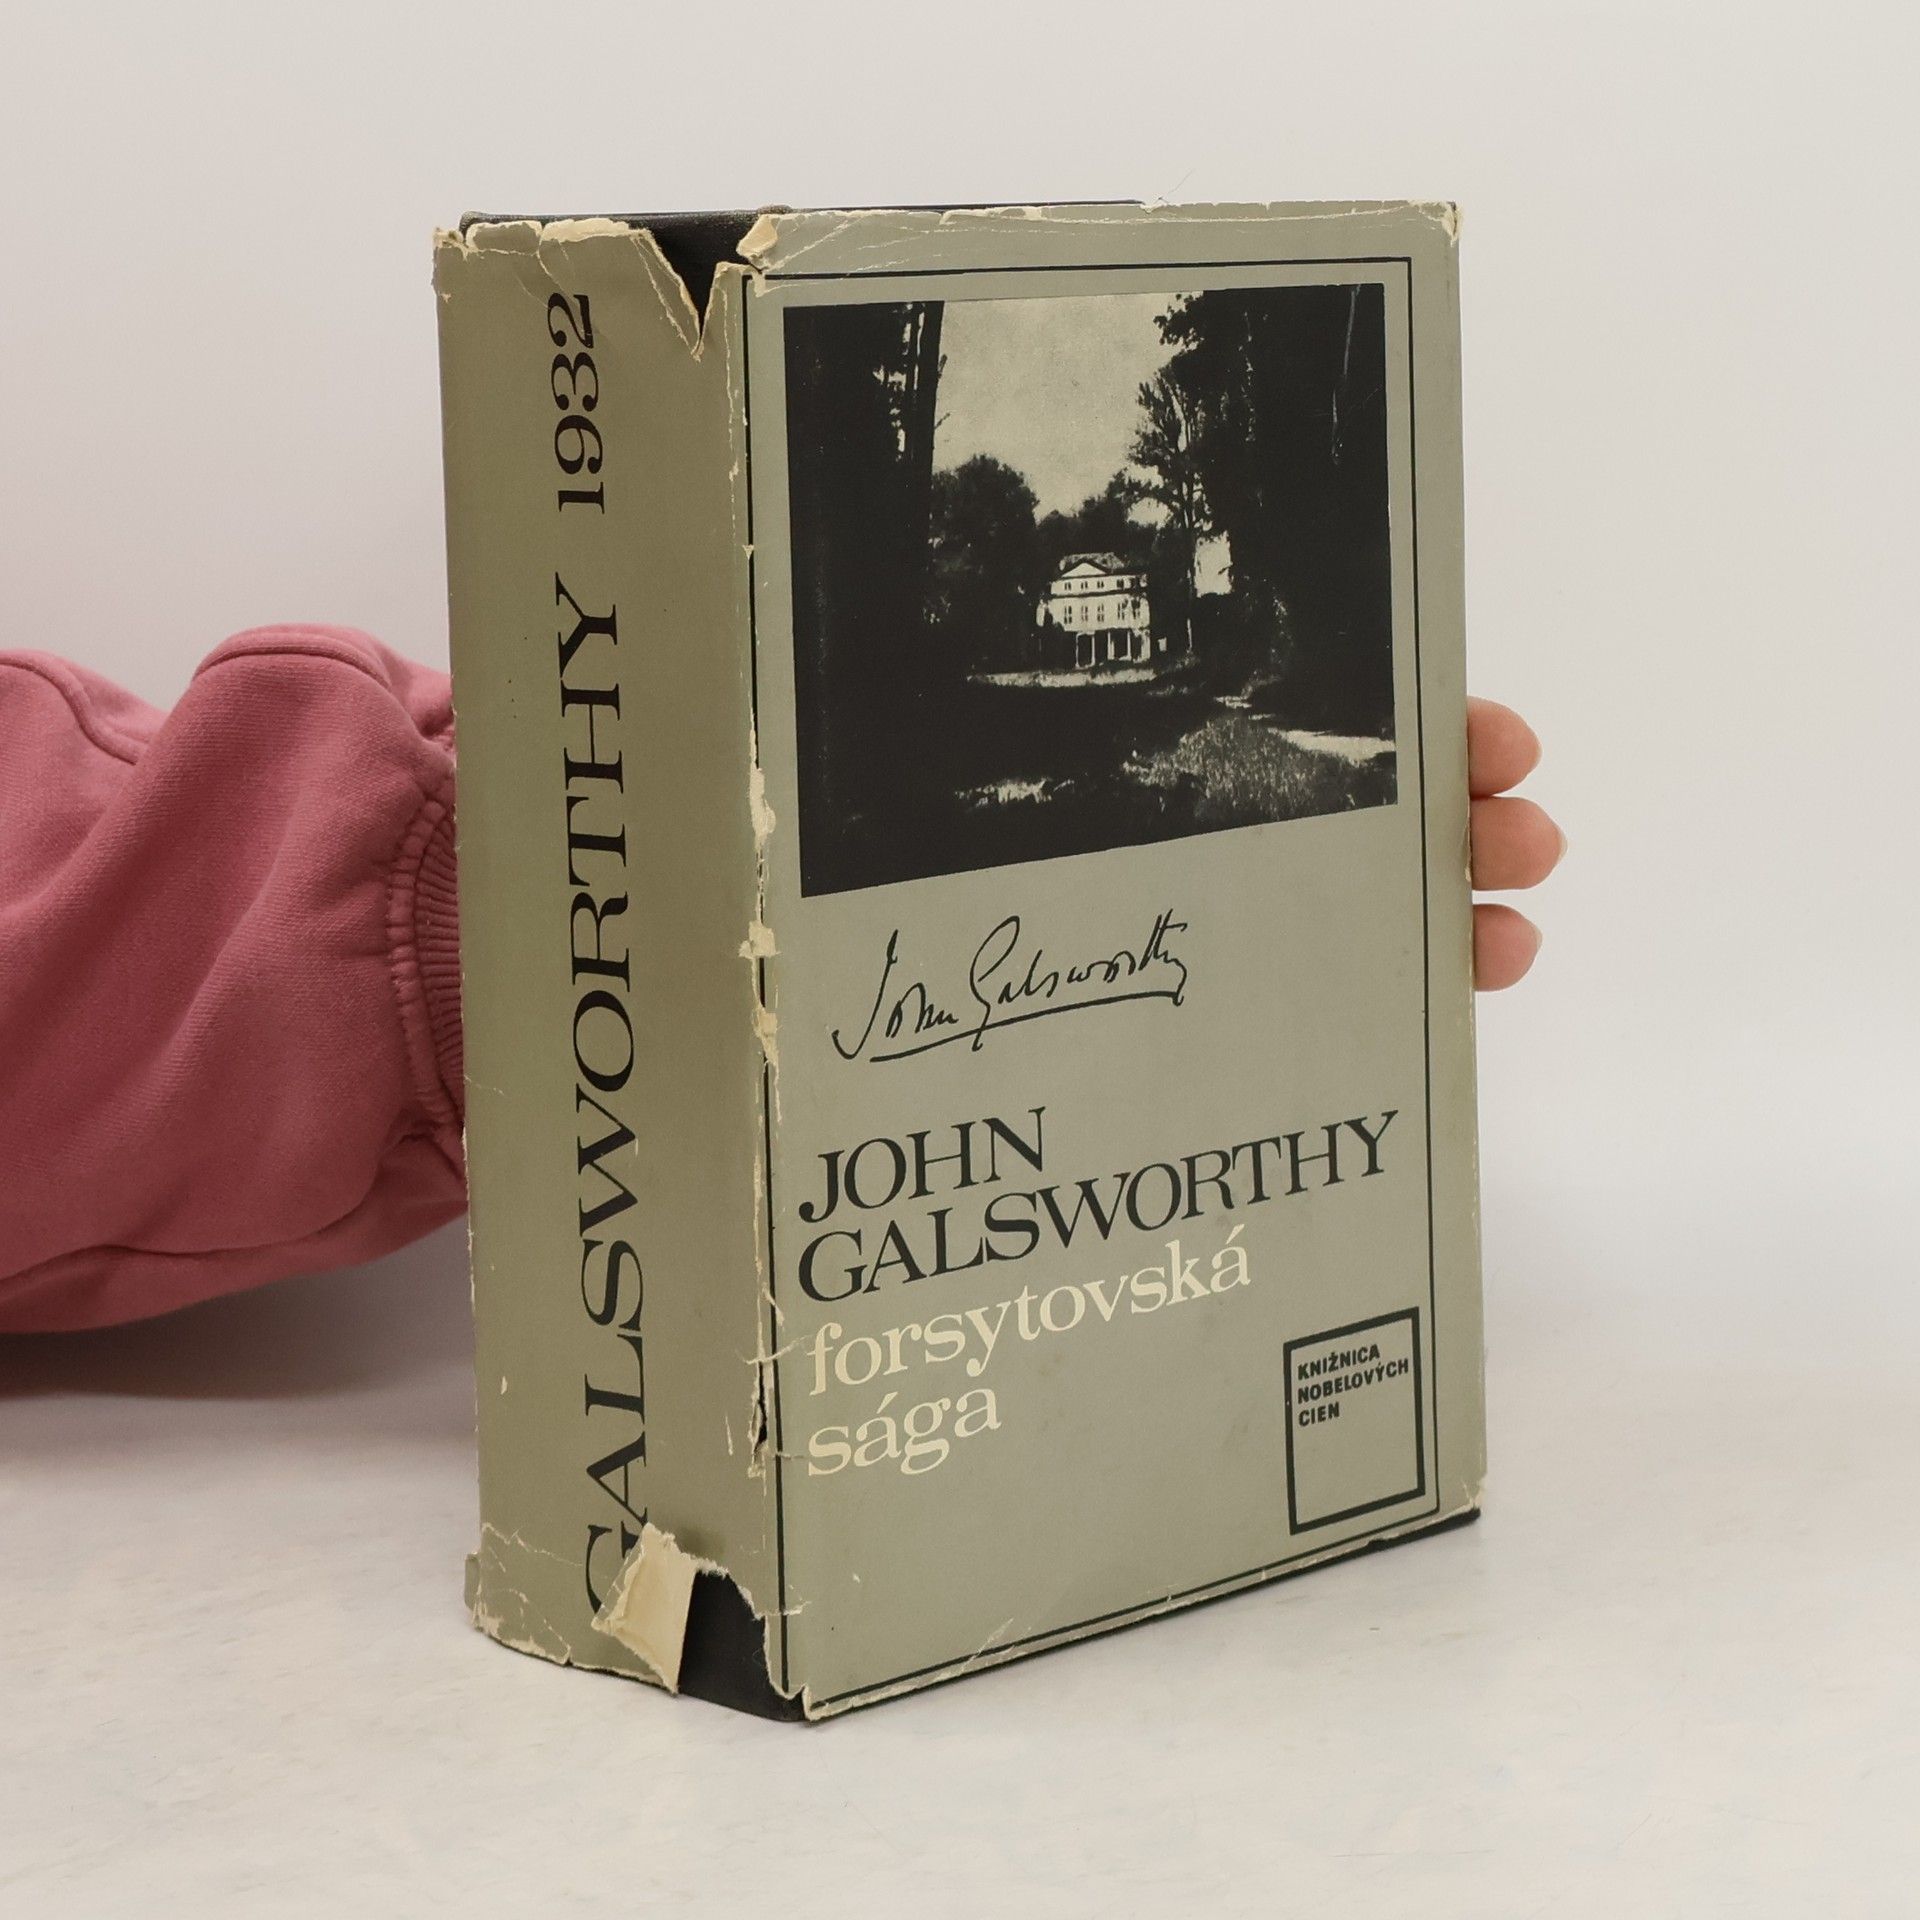 GALSWORTHY 1932
John Galsworthy
JOHN
GALSWORTHY
forsytovská
sága
KNIŽNICA
NOBELOVÝCH
CIEN